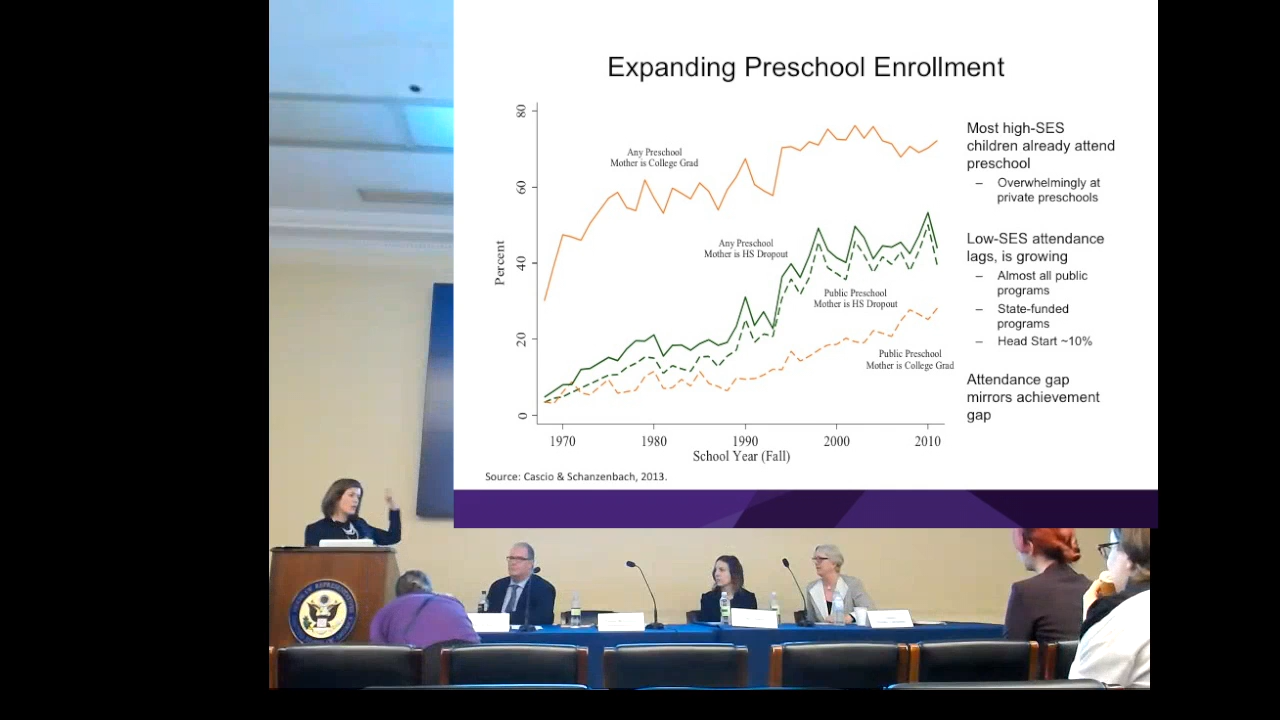 Expanding Preschool Enrollment
80
60
40
20
0
Percent
Any Preschool
Mother is College Grad
Any Preschool
Mother is HS Dropout
Public Preschool
Mother is HS Dropout
Public Preschool
Mother is College Grad
1970 1980 1990 2000 2010
School Year (Fall)
Source: Cascio & Schanzenbach, 2013.
Most high-SES
children already attend
preschool
– Overwhelmingly at
private preschools
Low-SES attendance
lags, is growing
– Almost all public
programs
– State-funded
programs
– Head Start ~10%
Attendance gap
mirrors achievement
gap